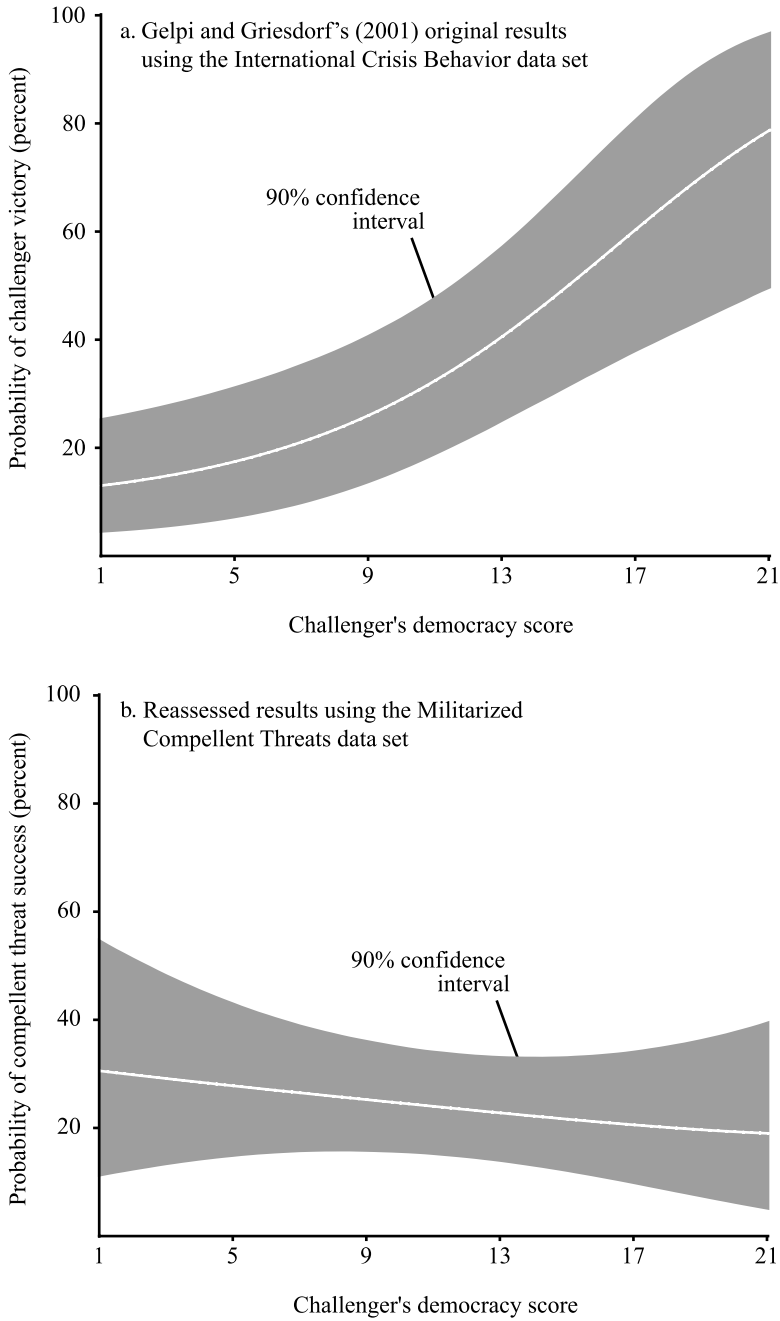 a. Gelpi and Griesdorf’s (2001) original results
using the International Crisis Behavior data set
Probability of challenger victory (percent)
100
80
60
40
20
90% confidence
interval
1 5 9 13 17 21
Challenger's democracy score
b. Reassessed results using the Militarized
Compellent Threats data set
Probability of compellent threat success (percent)
100
80
60
40
20
90% confidence
interval
1 5 9 13 17 21
Challenger's democracy score